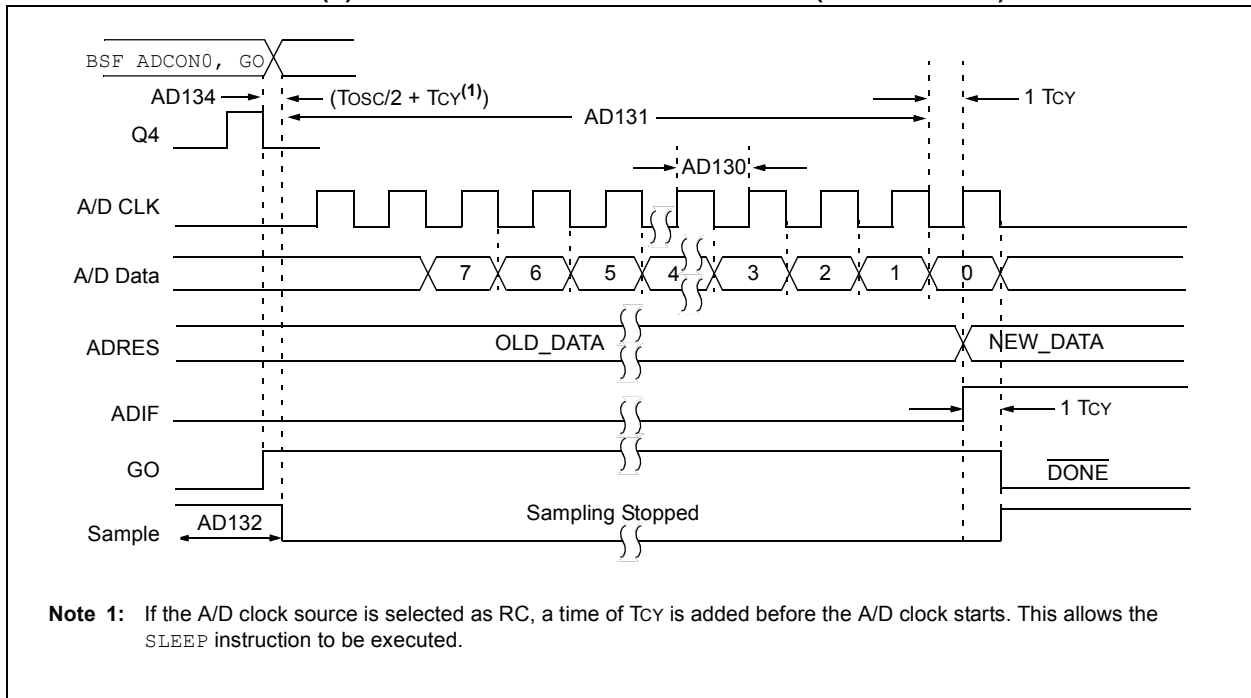 BSF ADCON0, GO
AD134
(TOSC/2 + TCY(1))
1 TCY
AD131
Q4
AD130
A/D CLK
A/D Data
7 6 5 4 3 2 1 0
ADRES
OLD_DATA
NEW_DATA
ADIF
1 TCY
GO
DONE
Sample
AD132
Sampling Stopped
Note 1: If the A/D clock source is selected as RC, a time of TCY is added before the A/D clock starts. This allows the
SLEEP instruction to be executed.